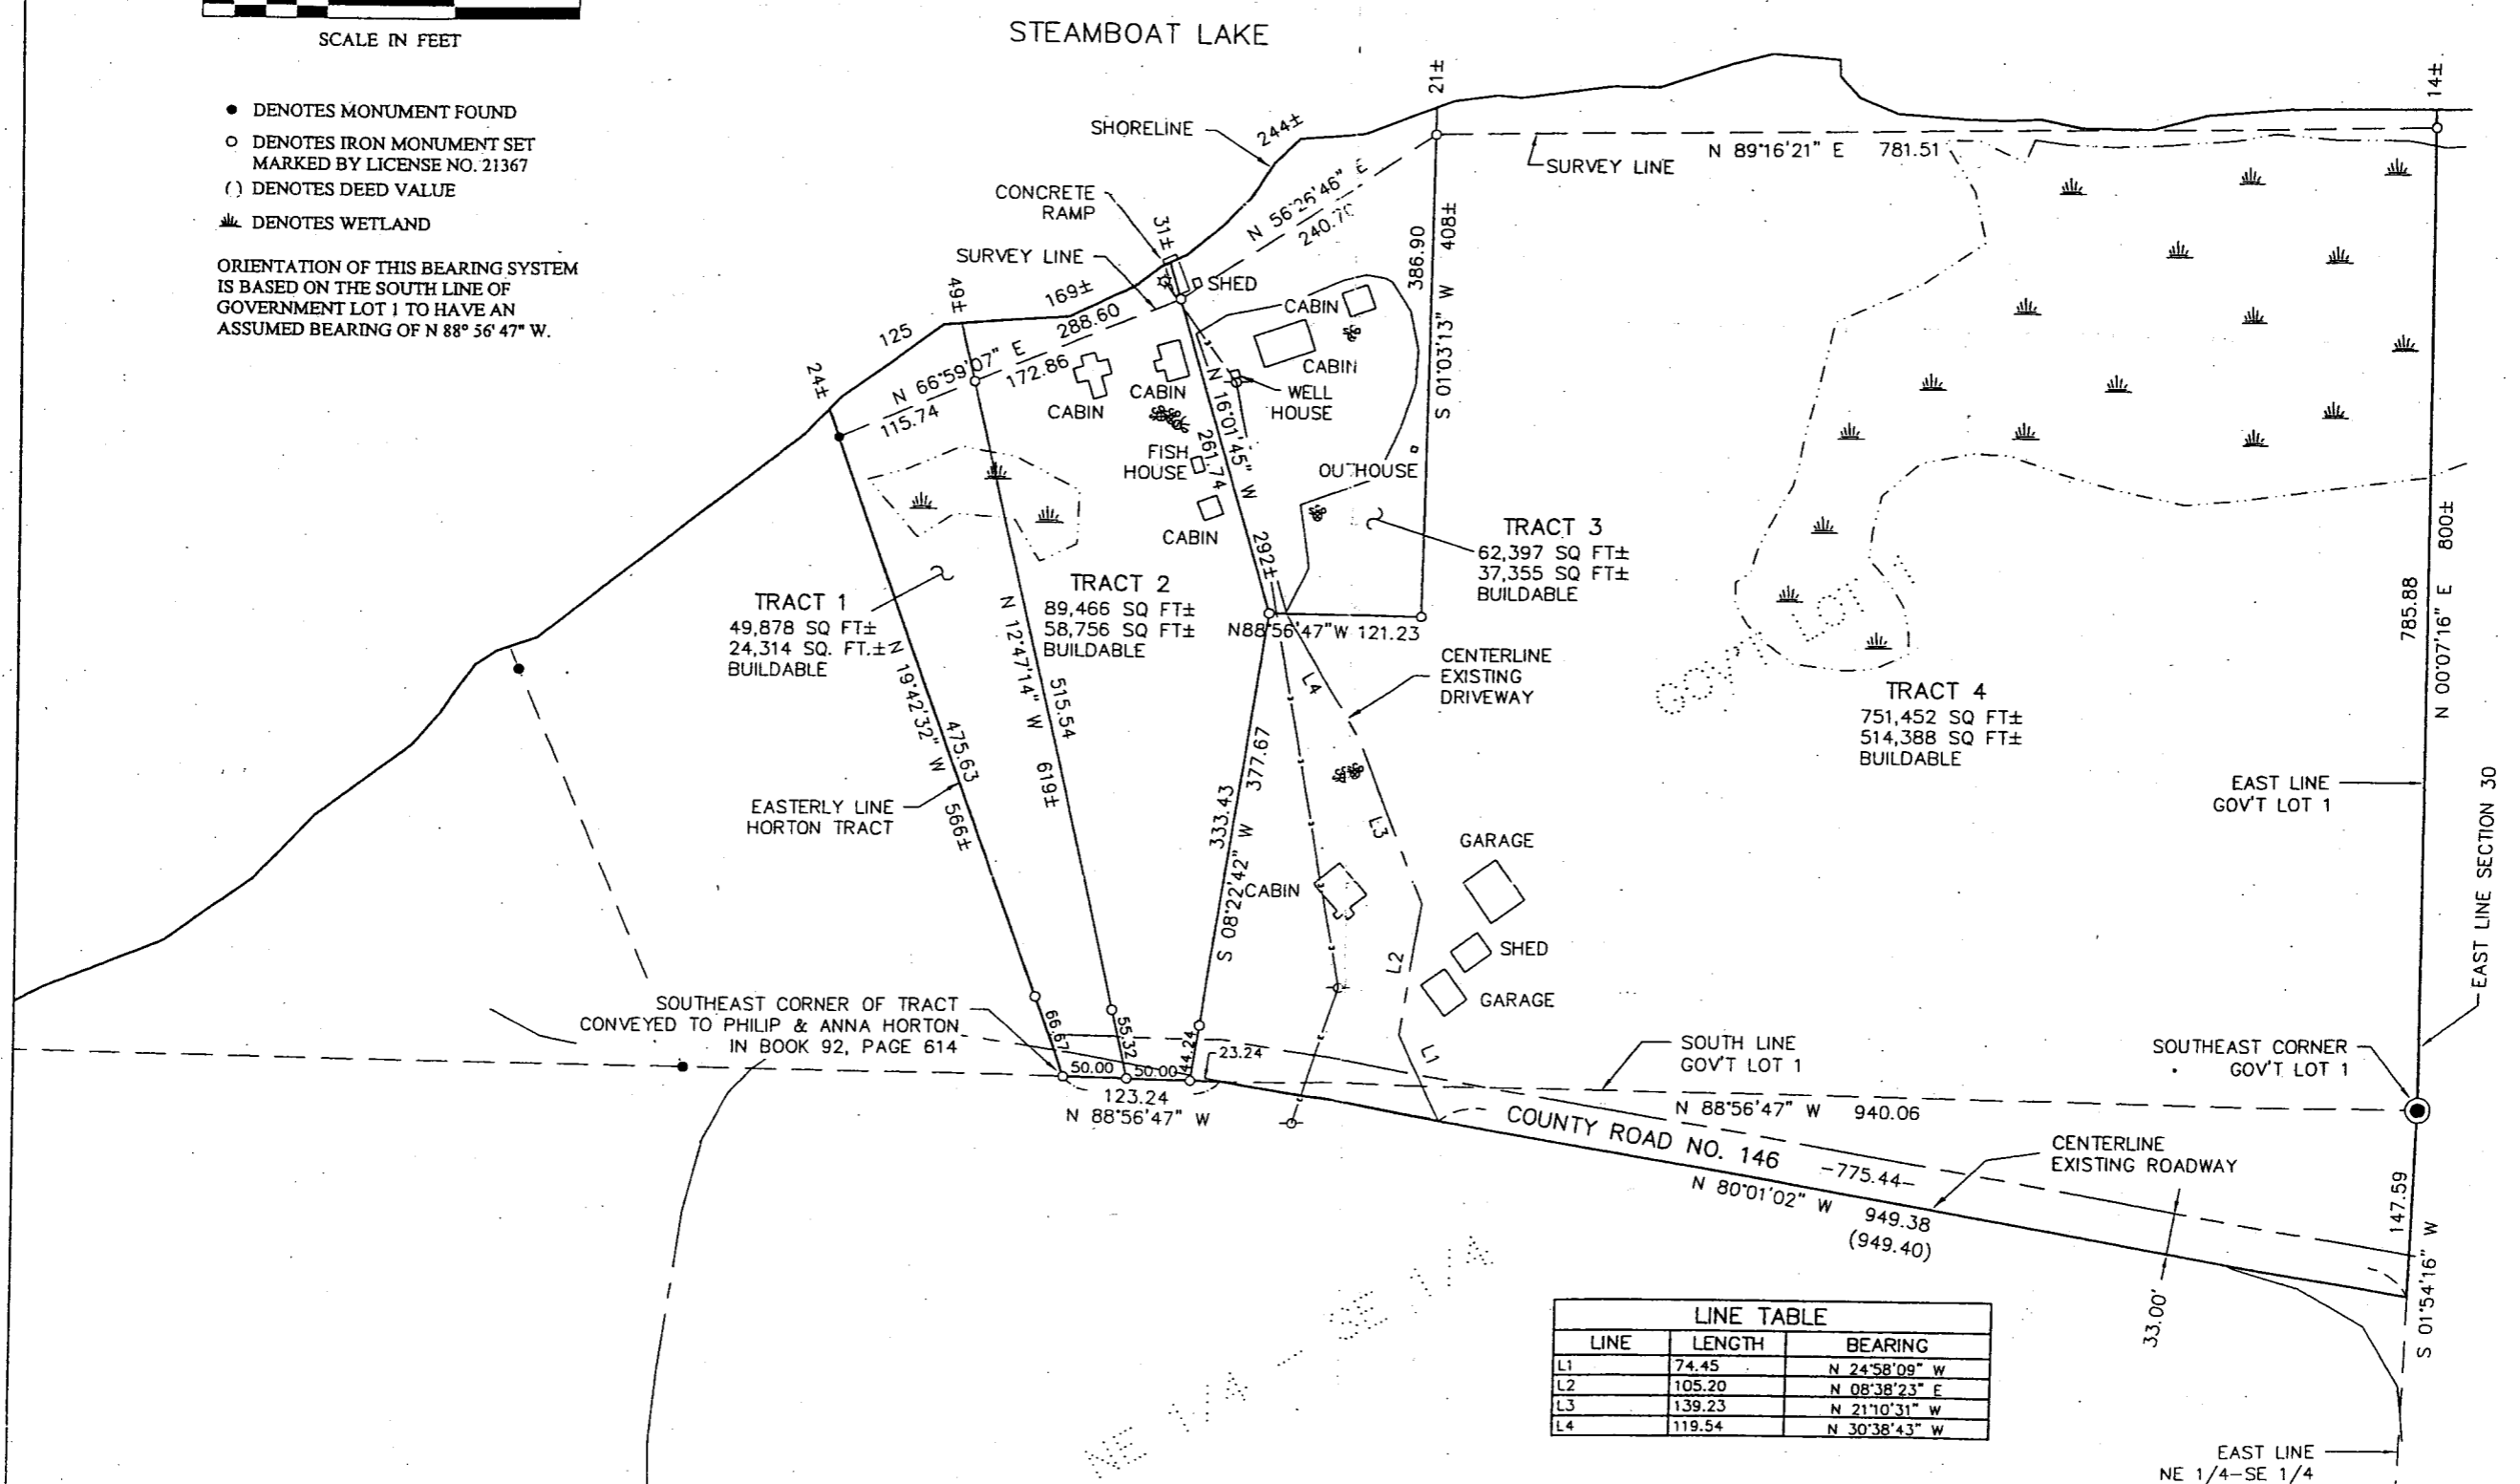 SCALE IN FEET
STEAMBOAT LAKE
DENOTES MONUMENT FOUND
DENOTES IRON MONUMENT SET
MARKED BY LICENSE NO. 21367
( ) DENOTES DEED VALUE
DENOTES WETLAND
ORIENTATION OF THIS BEARING SYSTEM
IS BASED ON THE SOUTH LINE OF
GOVERNMENT LOT 1 TO HAVE AN
ASSUMED BEARING OF N 88° 56' 47" W.
21±
14±
SHORELINE
244±
SURVEY LINE
N 89°16'21" E 781.51
CONCRETE
RAMP
31±
N 56°26'46" E
240.70
SURVEY LINE
SHED
49±
169±
288.60
125
24±
N 66°59'07" E
172.86
115.74
CABIN
CABIN
CABIN
CABIN
WELL
HOUSE
386.90
408±
S 01°03'13" W
N 16°01'45" W
261.74
292±
FISH
HOUSE
OUTHOUSE
CABIN
TRACT 3
62,397 SQ FT±
37,355 SQ FT±
BUILDABLE
TRACT 2
89,466 SQ FT±
58,756 SQ FT±
BUILDABLE
TRACT 1
49,878 SQ FT±
24,314 SQ. FT.±
BUILDABLE
N88°56'47"W 121.23
CENTERLINE
EXISTING
DRIVEWAY
GOV'T LOT 1
TRACT 4
751,452 SQ FT±
514,388 SQ FT±
BUILDABLE
800±
785.88
N 00°07'16" E
EAST LINE
GOV'T LOT 1
EAST LINE SECTION 30
N 19°42'32" W
475.63
566±
N 12°47'14" W
515.54
619±
EASTERLY LINE
HORTON TRACT
377.67
333.43
S 08°22'42" W
L4
L3
L2
L1
CABIN
GARAGE
SHED
GARAGE
SOUTHEAST CORNER OF TRACT
CONVEYED TO PHILIP & ANNA HORTON
IN BOOK 92, PAGE 614
66.67
55.32
44.24
23.24
50.00
50.00
123.24
N 88°56'47" W
SOUTH LINE
GOV'T LOT 1
SOUTHEAST CORNER
GOV'T LOT 1
N 88°56'47" W 940.06
COUNTY ROAD NO. 146
-775.44-
N 80°01'02" W
949.38
(949.40)
CENTERLINE
EXISTING ROADWAY
33.00'
147.59
S 01°54'16" W
NE 1/4 - SE 1/4
LINE TABLE
LINE LENGTH BEARING
L1 74.45 N 24°58'09" W
L2 105.20 N 08°38'23" E
L3 139.23 N 21°10'31" W
L4 119.54 N 30°38'43" W
EAST LINE
NE 1/4-SE 1/4